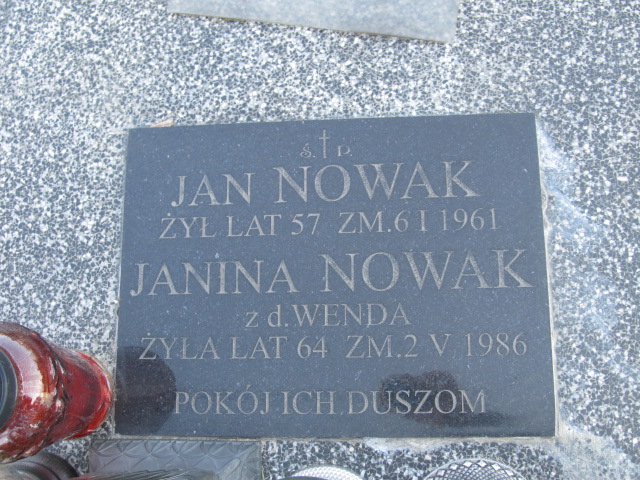 Ś.†P.
JAN NOWAK
ŻYŁ LAT 57 ZM.6 I 1961
JANINA NOWAK
z d. WENDA
ŻYŁA LAT 64 ZM.2 V 1986
POKÓJ ICH DUSZOM